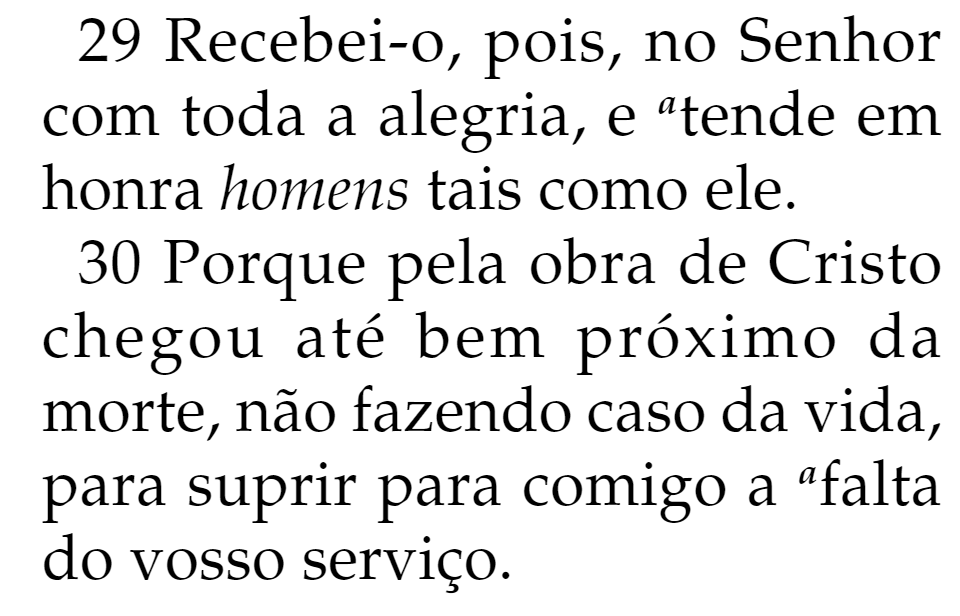 29 Recebei-o, pois, no Senhor
com toda a alegria, e ᵃtende em
honra homens tais como ele.
30 Porque pela obra de Cristo
chegou até bem próximo da
morte, não fazendo caso da vida,
para suprir para comigo a ᵃfalta
do vosso serviço.